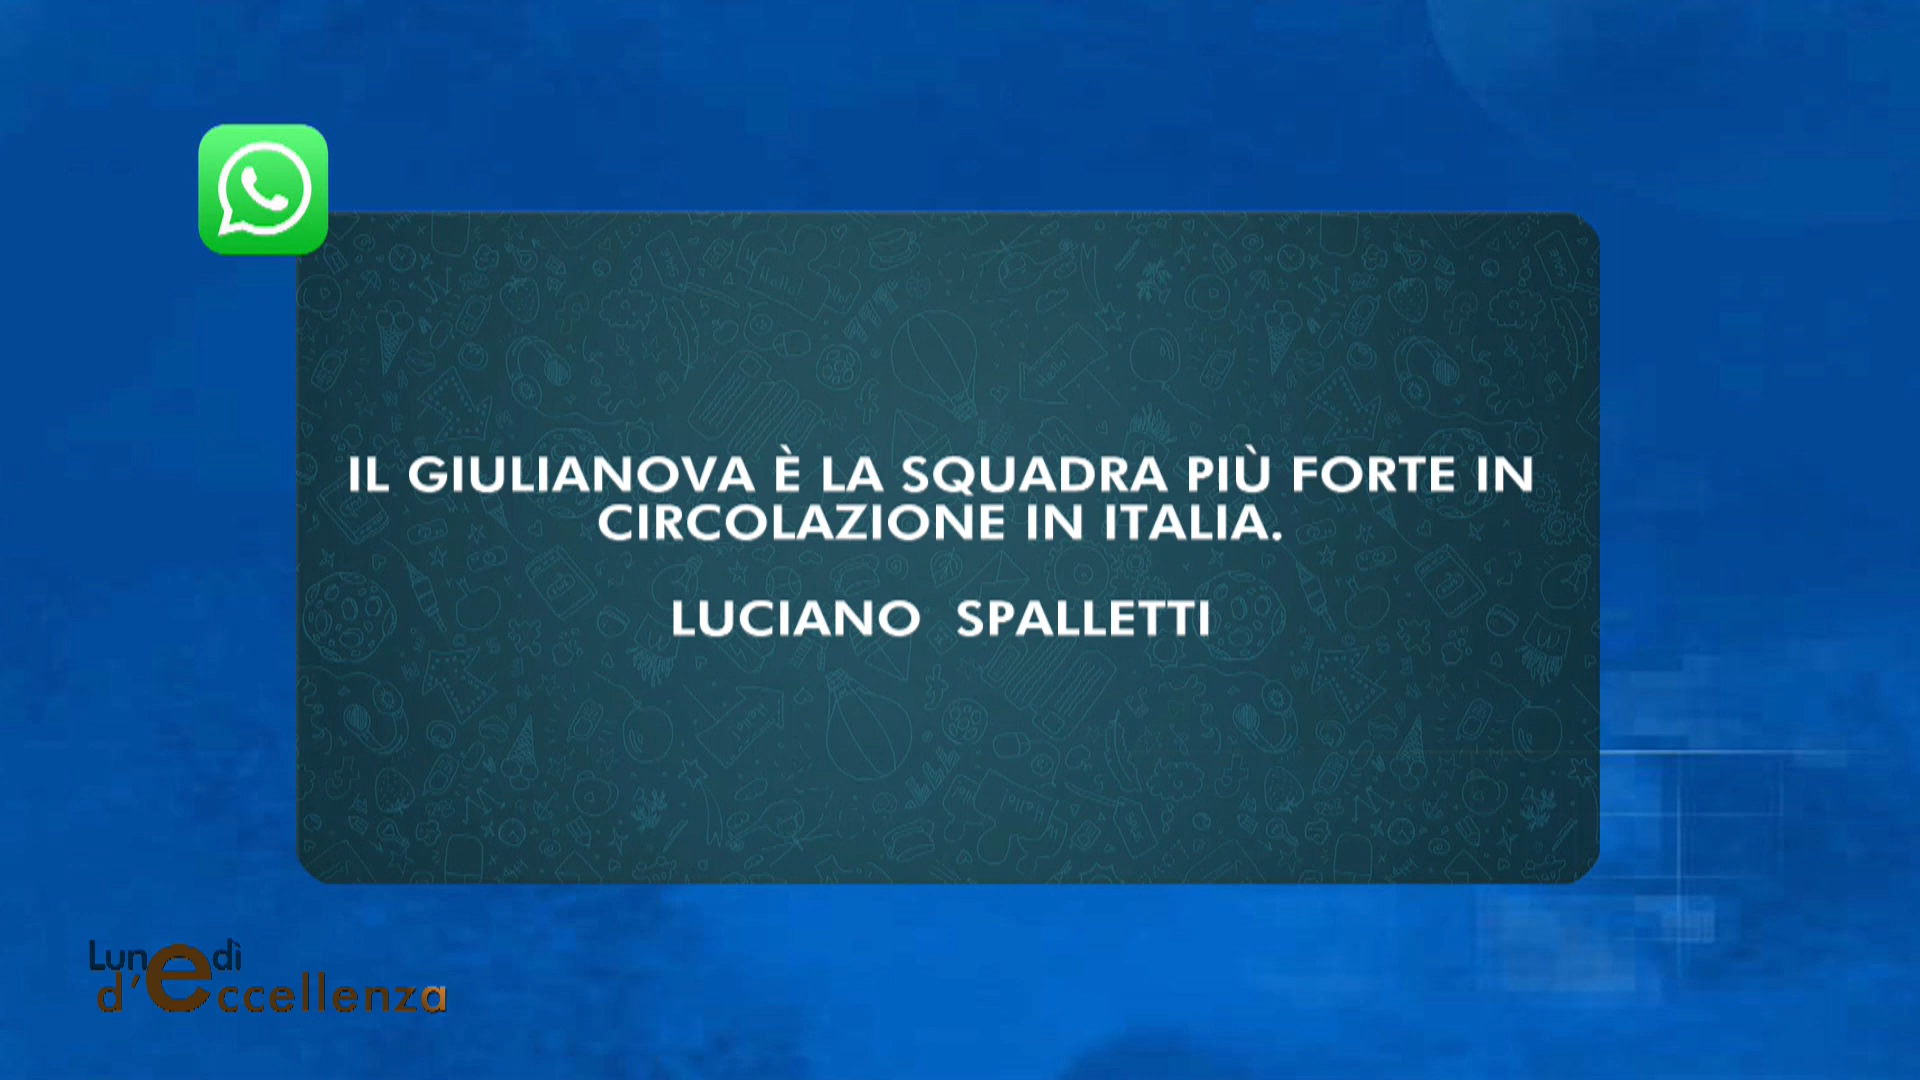 IL GIULIANOVA È LA SQUADRA PIÙ FORTE IN
CIRCOLAZIONE IN ITALIA.
LUCIANO SPALLETTI
Lunedì
d'eccellenza